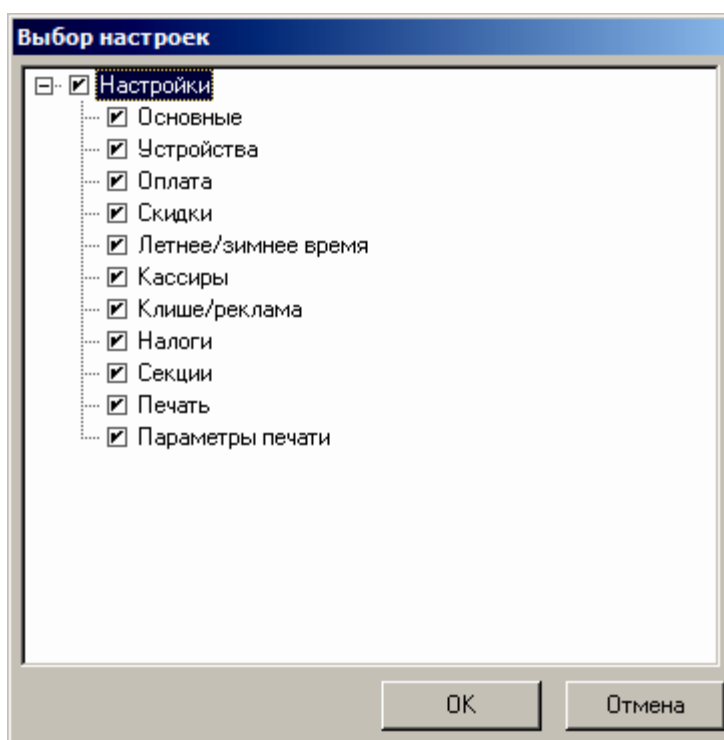 Выбор настроек
Настройки
Основные
Устройства
Оплата
Скидки
Летнее/зимнее время
Кассиры
Клише/реклама
Налоги
Секции
Печать
Параметры печати
OK Отмена